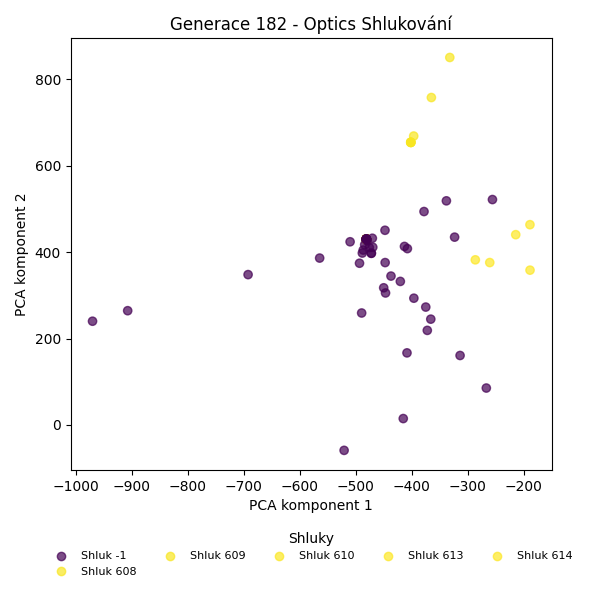 Generace 182 - Optics Shlukování
PCA komponent 2
800
600
400
200
0
−1000 −900 −800 −700 −600 −500 −400 −300 −200
PCA komponent 1
Shluky
Shluk -1 Shluk 609 Shluk 610 Shluk 613 Shluk 614
Shluk 608